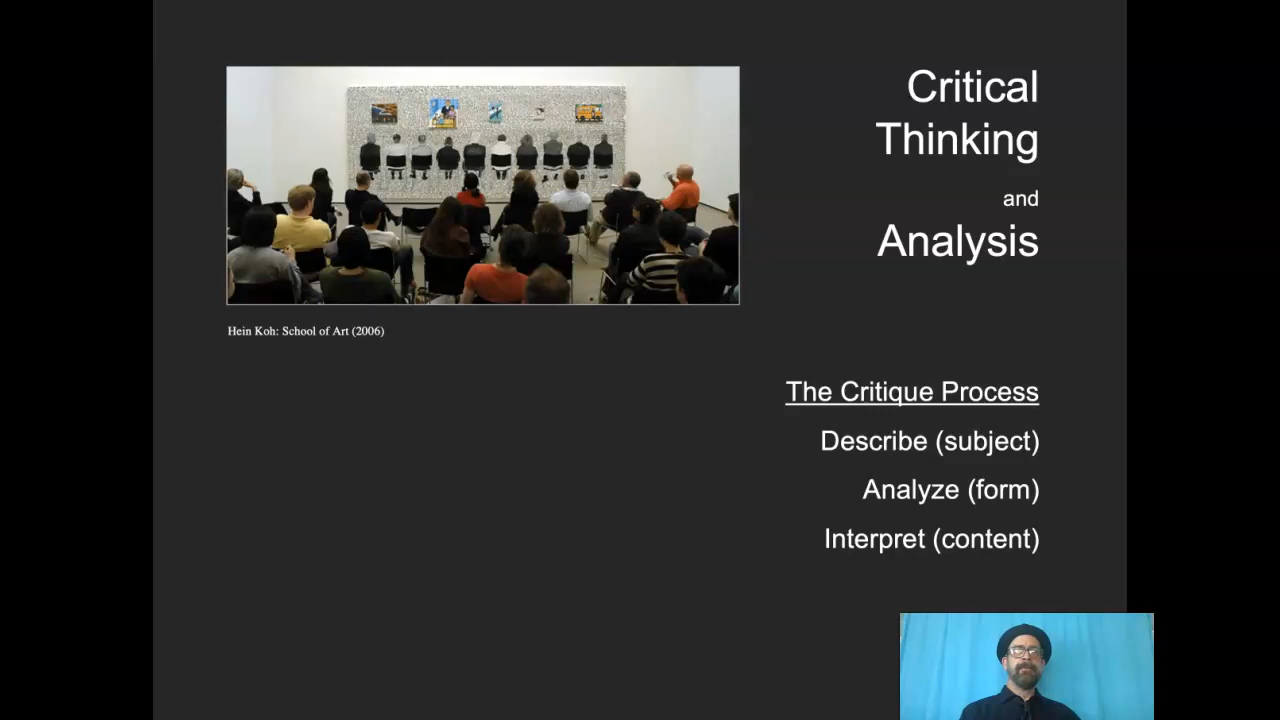 Critical
Thinking
and
Analysis
Hein Koh: School of Art (2006)
The Critique Process
Describe (subject)
Analyze (form)
Interpret (content)